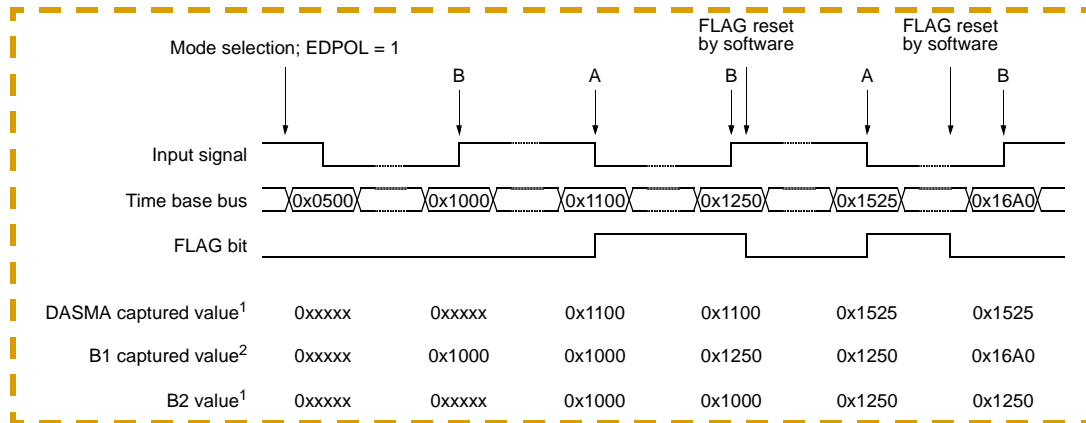 FLAG reset
by software
FLAG reset
by software
Mode selection; EDPOL = 1
B A B A B
Input signal
Time base bus 0x0500 0x1000 0x1100 0x1250 0x1525 0x16A0
FLAG bit
DASMA captured value1 0xxxxx 0xxxxx 0x1100 0x1100 0x1525 0x1525
B1 captured value2 0xxxxx 0x1000 0x1000 0x1250 0x1250 0x16A0
B2 value1 0xxxxx 0xxxxx 0x1000 0x1000 0x1250 0x1250